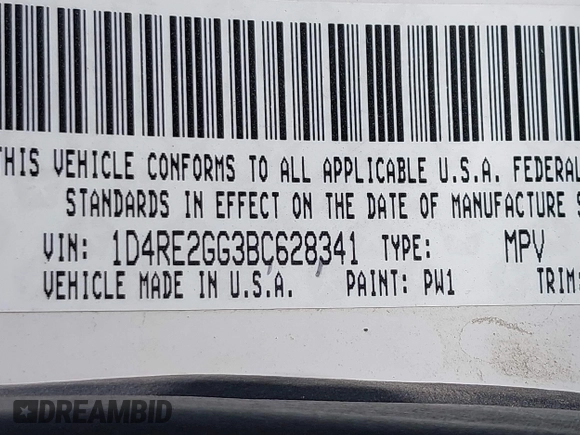 THIS VEHICLE CONFORMS TO ALL APPLICABLE U.S.A. FEDERAL
STANDARDS IN EFFECT ON THE DATE OF MANUFACTURE S
VIN: 1D4RE2GG3BC628341 TYPE: MPV
VEHICLE MADE IN U.S.A. PAINT: PW1 TRIM:
DREAMBID